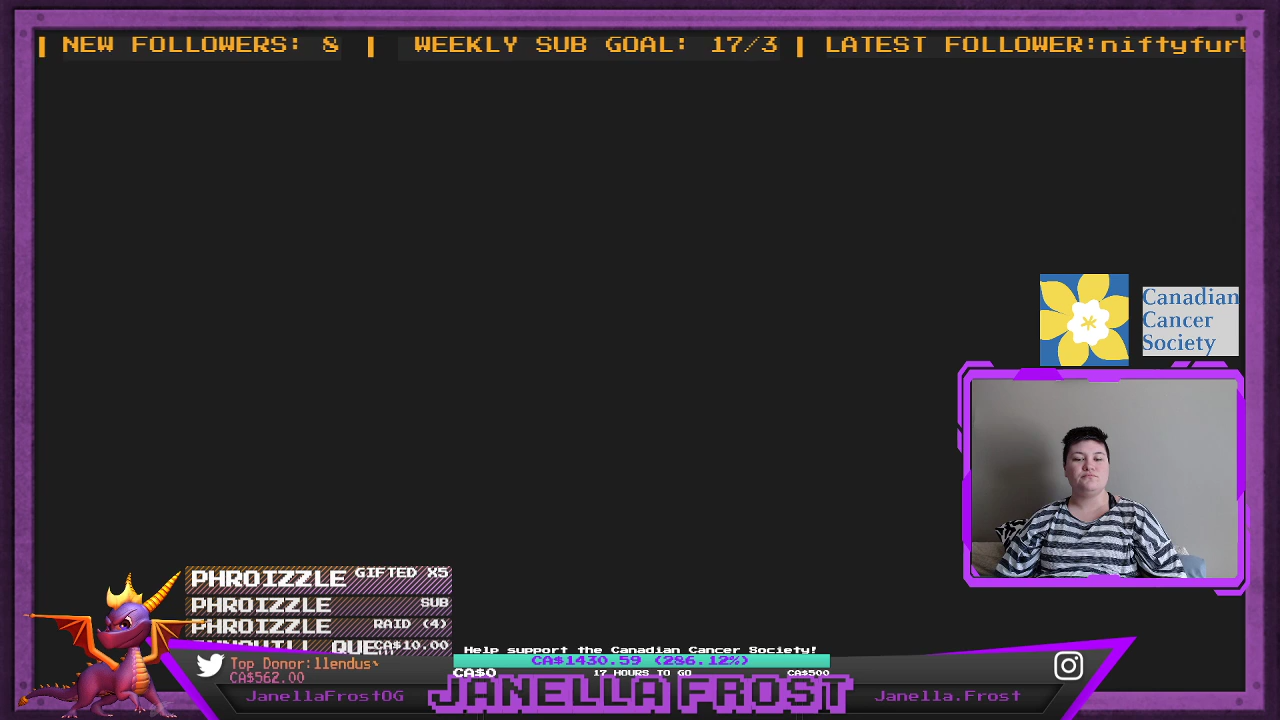 | NEW FOLLOWERS: 8 | WEEKLY SUB GOAL: 17/3 | LATEST FOLLOWER:niftyfur
Canadian
Cancer
Society
PHROIZZLE GIFTED X5
PHROIZZLE SUB
PHROIZZLE RAID (4)
QUE CA$10.00
Help support the Canadian Cancer Society!
CA$1430.59 (286.12%)
CA$0 17 HOURS TO GO CA$500
Top Donor:llendus
CA$562.00
JanellaFrostOG
JANELLA FROST
Janella.Frost